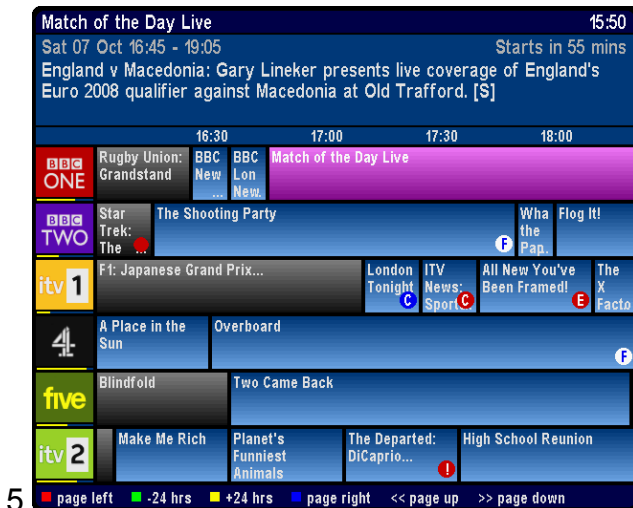 Match of the Day Live 15:50
Sat 07 Oct 16:45 - 19:05 Starts in 55 mins
England v Macedonia: Gary Lineker presents live coverage of England's
Euro 2008 qualifier against Macedonia at Old Trafford. [S]
16:30 17:00 17:30 18:00
BBC
ONE
Rugby Union:
Grandstand
BBC
New
...
BBC
Lon
New.
Match of the Day Live
BBC
TWO
Star
Trek:
The ...
The Shooting Party
F
Wha
the
Pap.
Flog It!
itv 1
F1: Japanese Grand Prix...
London
Tonight
C
ITV
News:
Sport...
C
All New You've
Been Framed!
E
The
X
Facto
4
A Place in the
Sun
Overboard
F
five
Blindfold
Two Came Back
itv 2
Make Me Rich
Planet's
Funniest
Animals
The Departed:
DiCaprio...
!
High School Reunion
5
page left -24 hrs +24 hrs page right << page up >> page down